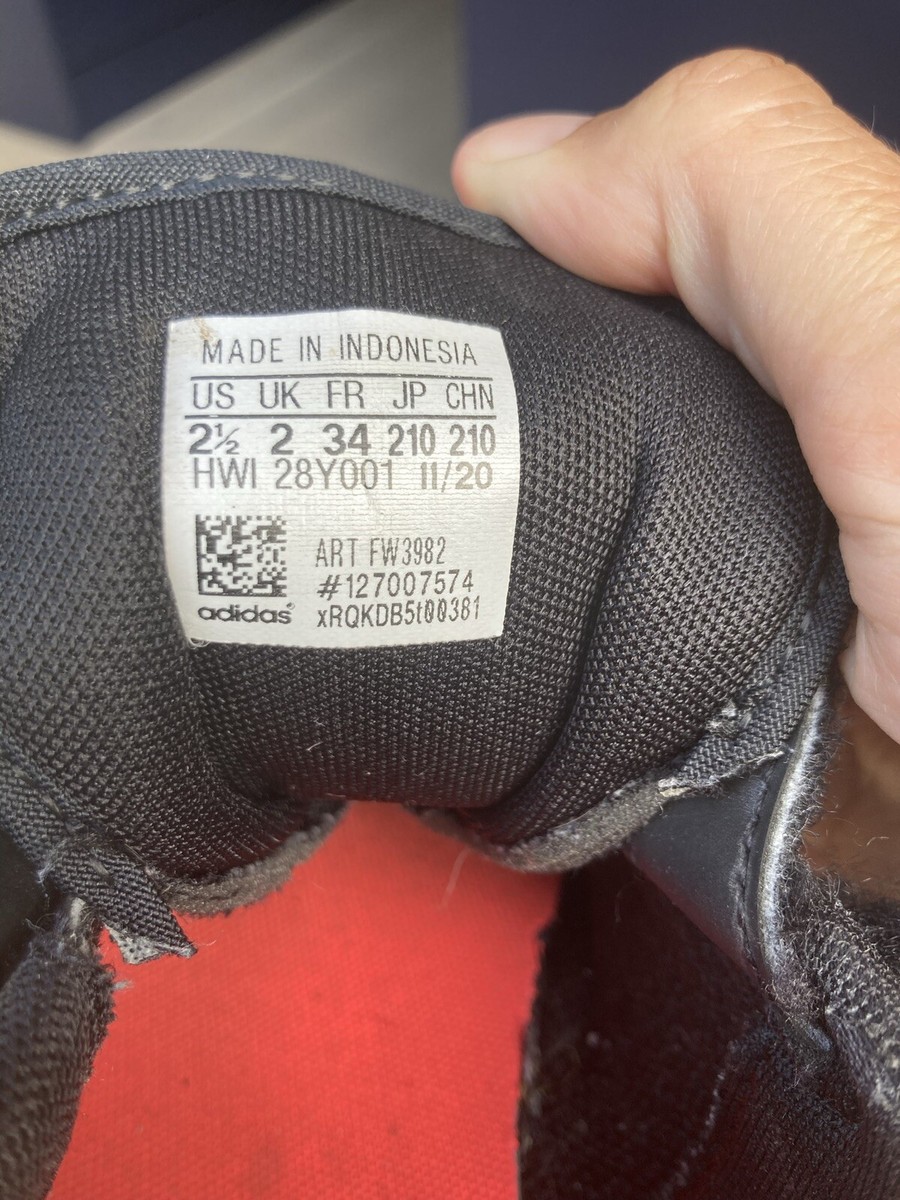 MADE IN INDONESIA
US UK FR JP CHN
2½ 2 34 210 210
HWI 28Y001 11/20
ART FW3982
#127007574
adidas xRQKDB5t00381